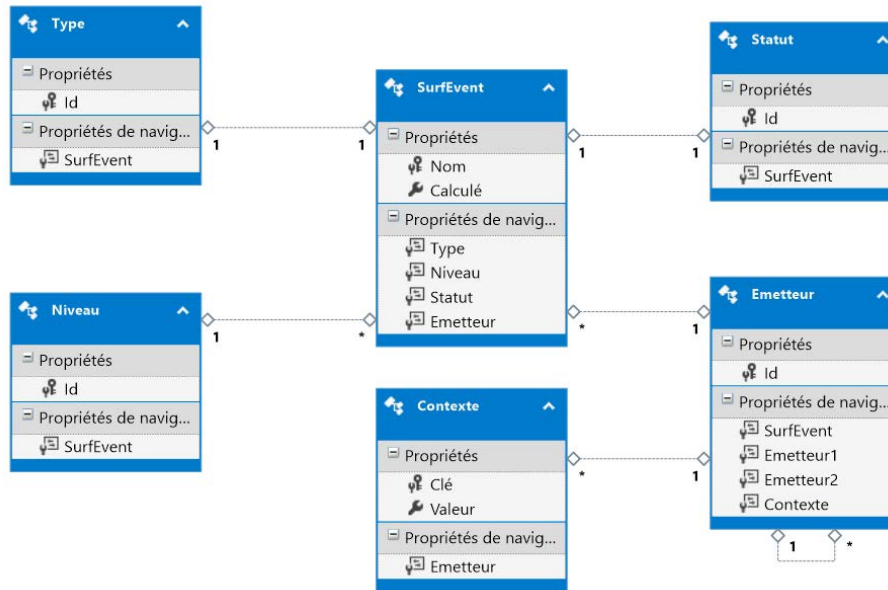 Type
Propriétés
Id
Propriétés de navig...
SurfEvent
1
1
SurfEvent
Propriétés
Nom
Calculé
Propriétés de navig...
Type
Niveau
Statut
Emetteur
1
1
Statut
Propriétés
Id
Propriétés de navig...
SurfEvent
Niveau
Propriétés
Id
Propriétés de navig...
SurfEvent
1
*
*
1
Emetteur
Propriétés
Id
Propriétés de navig...
SurfEvent
Emetteur1
Emetteur2
Contexte
1
*
Contexte
Propriétés
Clé
Valeur
Propriétés de navig...
Emetteur
*
1